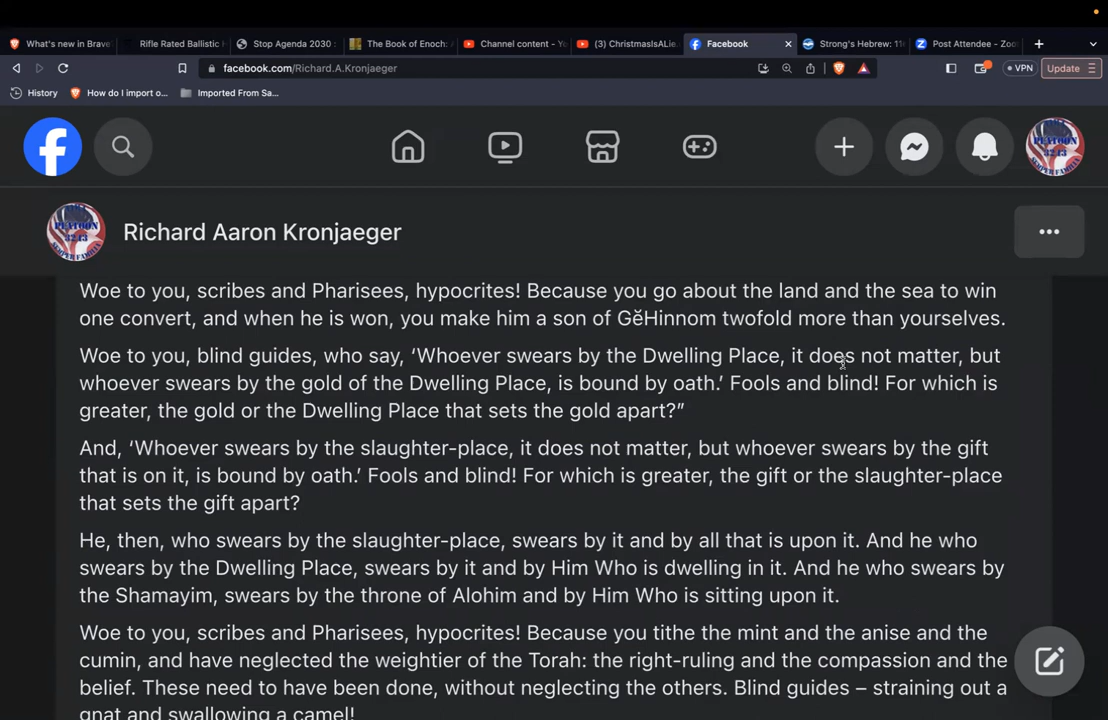 What's new in Brave
Rifle Rated Ballistic
Stop Agenda 2030 :
The Book of Enoch:
Channel content - Yo
(3) ChristmasIsALie.
Facebook
Strong's Hebrew: 11
Post Attendee - Zoo
facebook.com/Richard.A.Kronjaeger
VPN
Update
History
How do I import o...
Imported From Sa...
Richard Aaron Kronjaeger
Woe to you, scribes and Pharisees, hypocrites! Because you go about the land and the sea to win
one convert, and when he is won, you make him a son of GĕHinnom twofold more than yourselves.
Woe to you, blind guides, who say, ‘Whoever swears by the Dwelling Place, it does not matter, but
whoever swears by the gold of the Dwelling Place, is bound by oath.’ Fools and blind! For which is
greater, the gold or the Dwelling Place that sets the gold apart?”
And, ‘Whoever swears by the slaughter-place, it does not matter, but whoever swears by the gift
that is on it, is bound by oath.’ Fools and blind! For which is greater, the gift or the slaughter-place
that sets the gift apart?
He, then, who swears by the slaughter-place, swears by it and by all that is upon it. And he who
swears by the Dwelling Place, swears by it and by Him Who is dwelling in it. And he who swears by
the Shamayim, swears by the throne of Alohim and by Him Who is sitting upon it.
Woe to you, scribes and Pharisees, hypocrites! Because you tithe the mint and the anise and the
cumin, and have neglected the weightier of the Torah: the right-ruling and the compassion and the
belief. These need to have been done, without neglecting the others. Blind guides – straining out a
gnat and swallowing a camel!